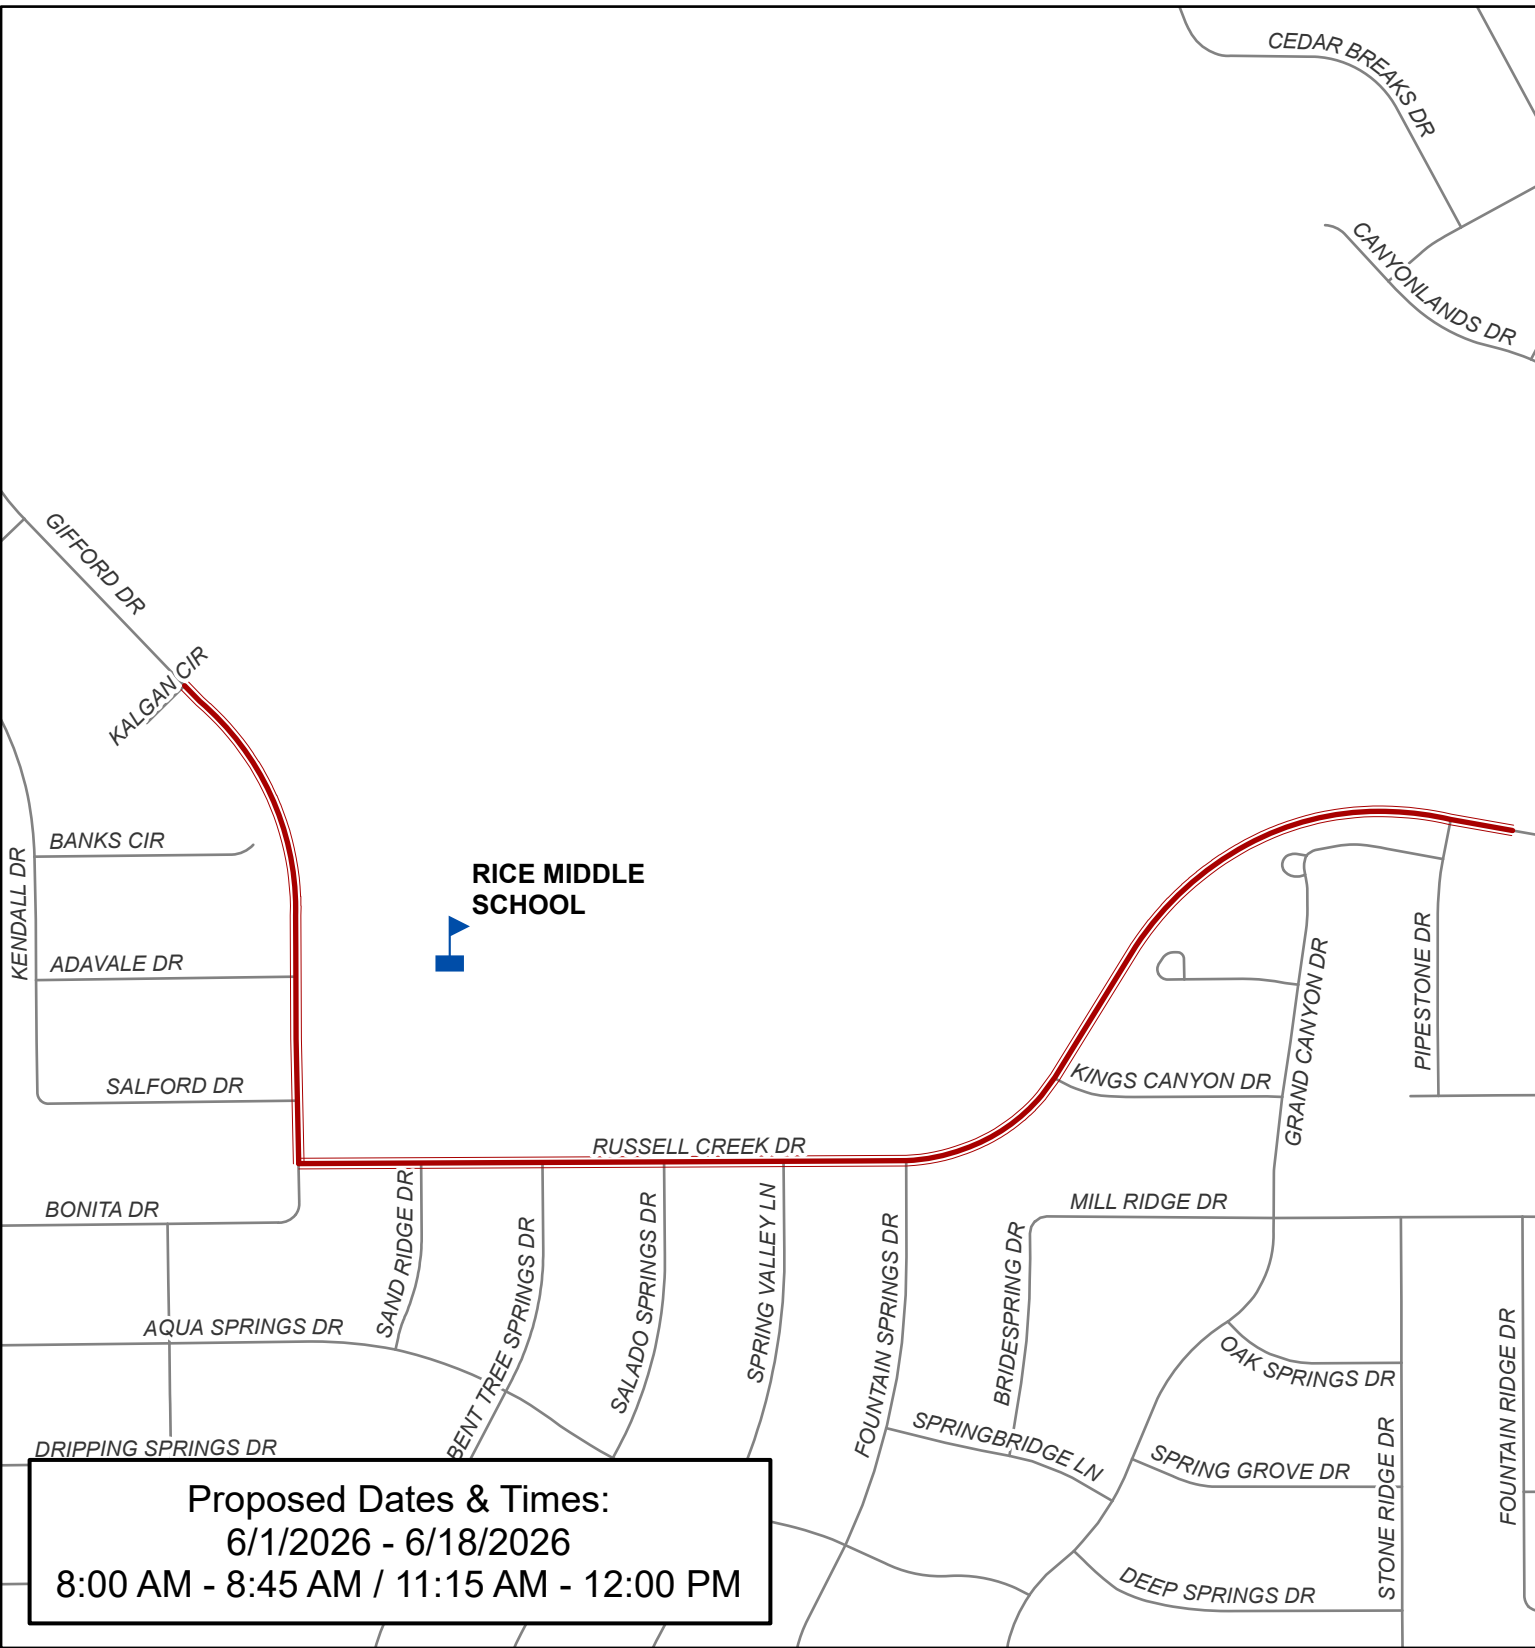 CEDAR BREAKS DR
CANYONLANDS DR
GIFFORD DR
KALGAN CIR
BANKS CIR
KENDALL DR
RICE MIDDLE
SCHOOL
ADAVALE DR
SALFORD DR
GRAND CANYON DR
PIPESTONE DR
KINGS CANYON DR
RUSSELL CREEK DR
BONITA DR
MILL RIDGE DR
SAND RIDGE DR
BENT TREE SPRINGS DR
SALADO SPRINGS DR
SPRING VALLEY LN
FOUNTAIN SPRINGS DR
BRIDESPRING DR
AQUA SPRINGS DR
OAK SPRINGS DR
FOUNTAIN RIDGE DR
DRIPPING SPRINGS DR
SPRINGBRIDGE LN
SPRING GROVE DR
STONE RIDGE DR
DEEP SPRINGS DR
Proposed Dates & Times:
6/1/2026 - 6/18/2026
8:00 AM - 8:45 AM / 11:15 AM - 12:00 PM